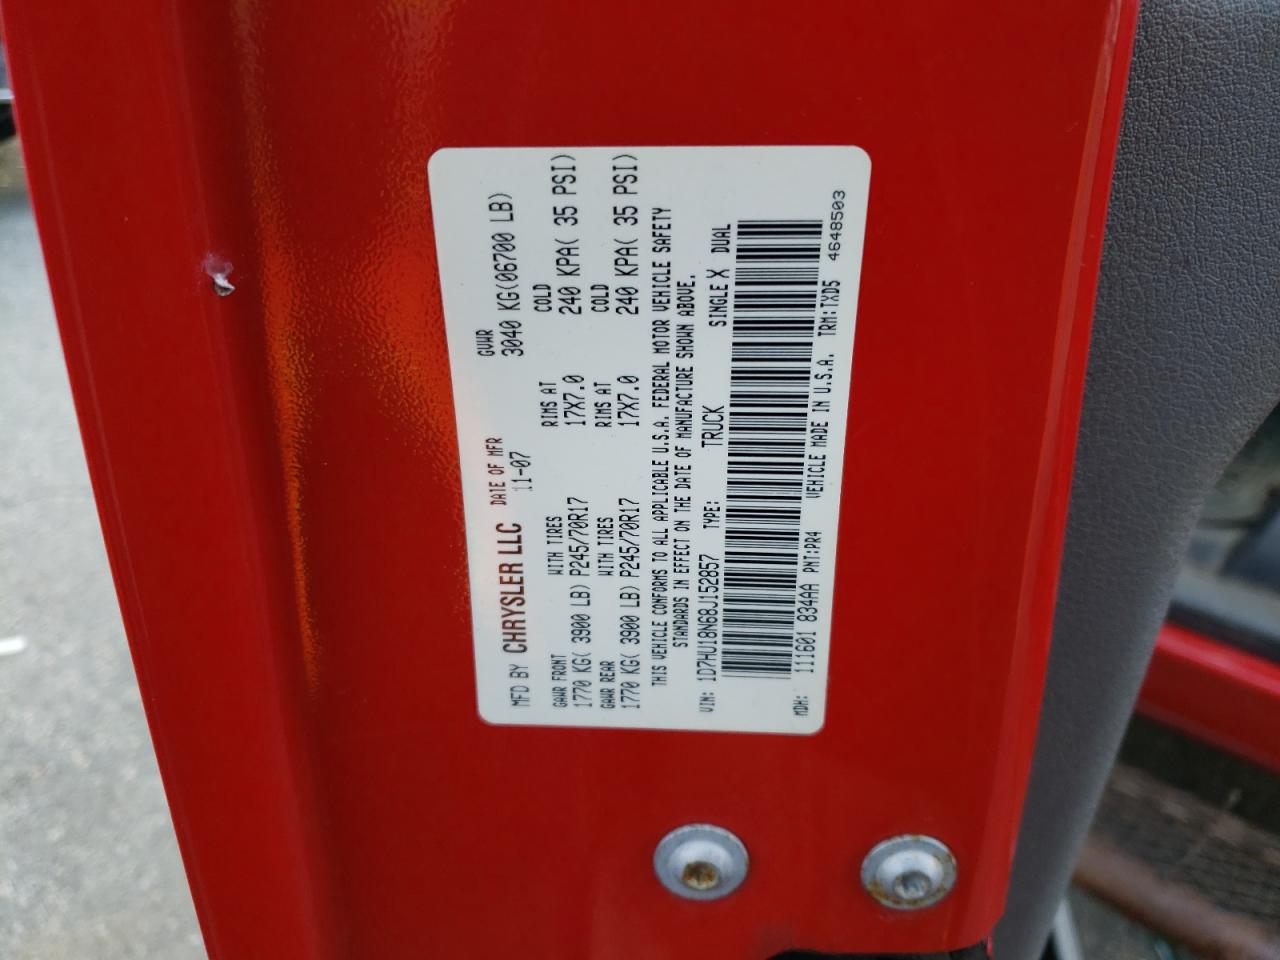 MFD BY CHRYSLER LLC DATE OF MFR 11-07 GVWR 3040 KG(06700 LB)
GAWR FRONT WITH TIRES RIMS AT COLD
1770 KG( 3900 LB) P245/70R17 17X7.0 240 KPA( 35 PSI)
GAWR REAR WITH TIRES RIMS AT COLD
1770 KG( 3900 LB) P245/70R17 17X7.0 240 KPA( 35 PSI)
THIS VEHICLE CONFORMS TO ALL APPLICABLE U.S.A. FEDERAL MOTOR VEHICLE SAFETY
STANDARDS IN EFFECT ON THE DATE OF MANUFACTURE SHOWN ABOVE.
VIN: 1D7HU18N68J152857 TYPE: TRUCK SINGLE X DUAL
MDH: 111601 834AA PNT:PR4 VEHICLE MADE IN U.S.A. TRM:TXD5 4648503